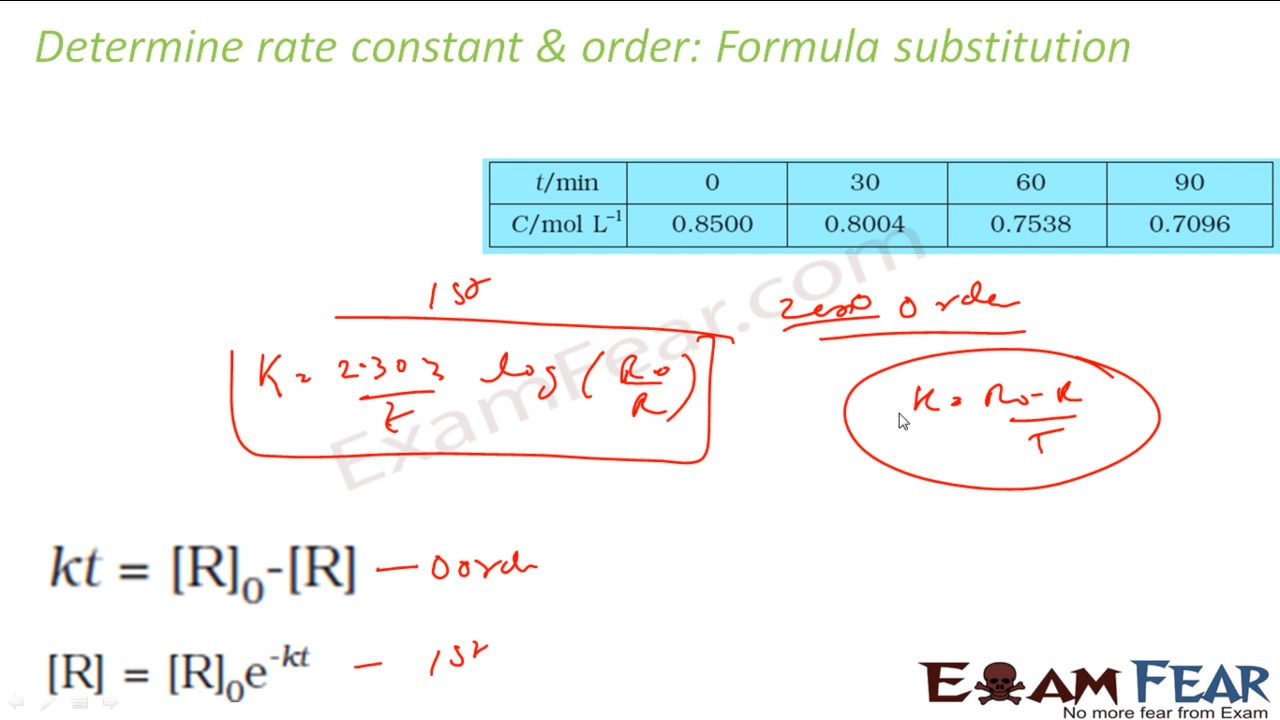 Determine rate constant & order: Formula substitution
t/min 0 30 60 90
C/mol L⁻¹ 0.8500 0.8004 0.7538 0.7096
1st
K = 2.303/t log(R₀/R)
Zero Order
K = R₀-R/T
ExamFear.com
kt = [R]₀-[R] — 0 ord
[R] = [R]₀e⁻ᵏᵗ — 1st
EXAM FEAR
No more fear from Exam